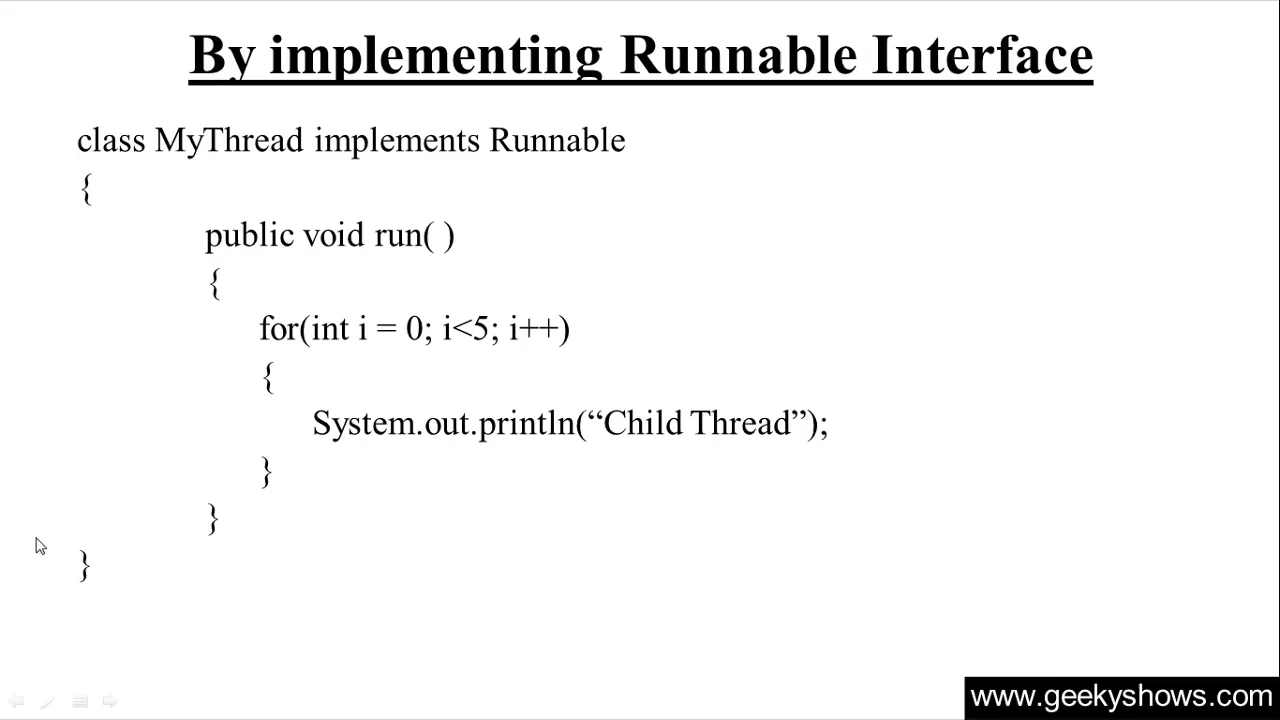 By implementing Runnable Interface
class MyThread implements Runnable
{
public void run( )
{
for(int i = 0; i<5; i++)
{
System.out.println(“Child Thread”);
}
}
}
www.geekyshows.com